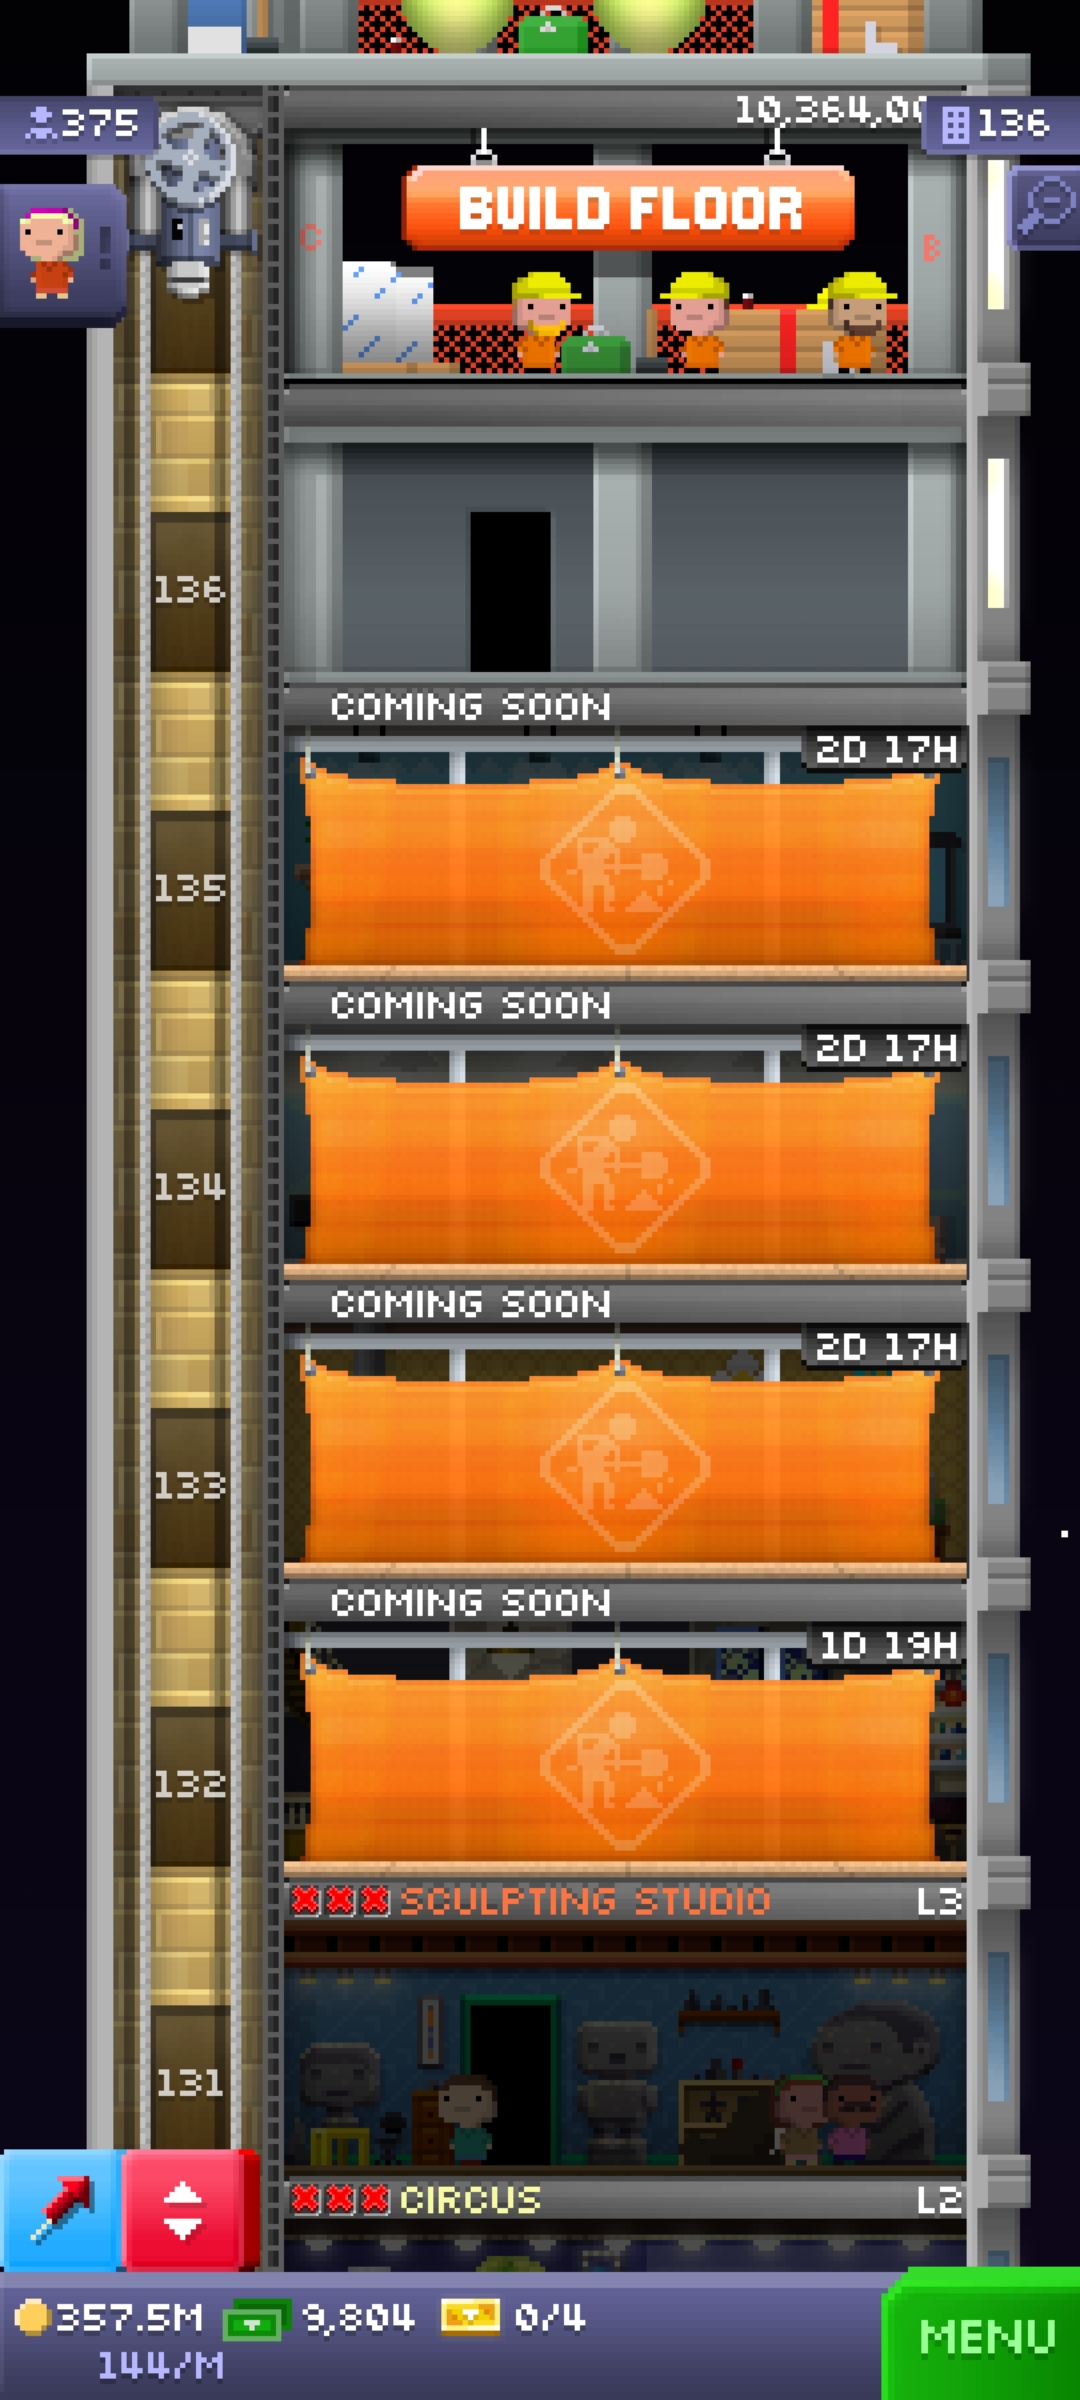 375
10,364,00
136
BUILD FLOOR
C
B
136
COMING SOON
2D 17H
135
COMING SOON
2D 17H
134
COMING SOON
2D 17H
133
COMING SOON
1D 19H
132
SCULPTING STUDIO L3
131
CIRCUS L2
357.5M 9,804 0/4
144/M
MENU